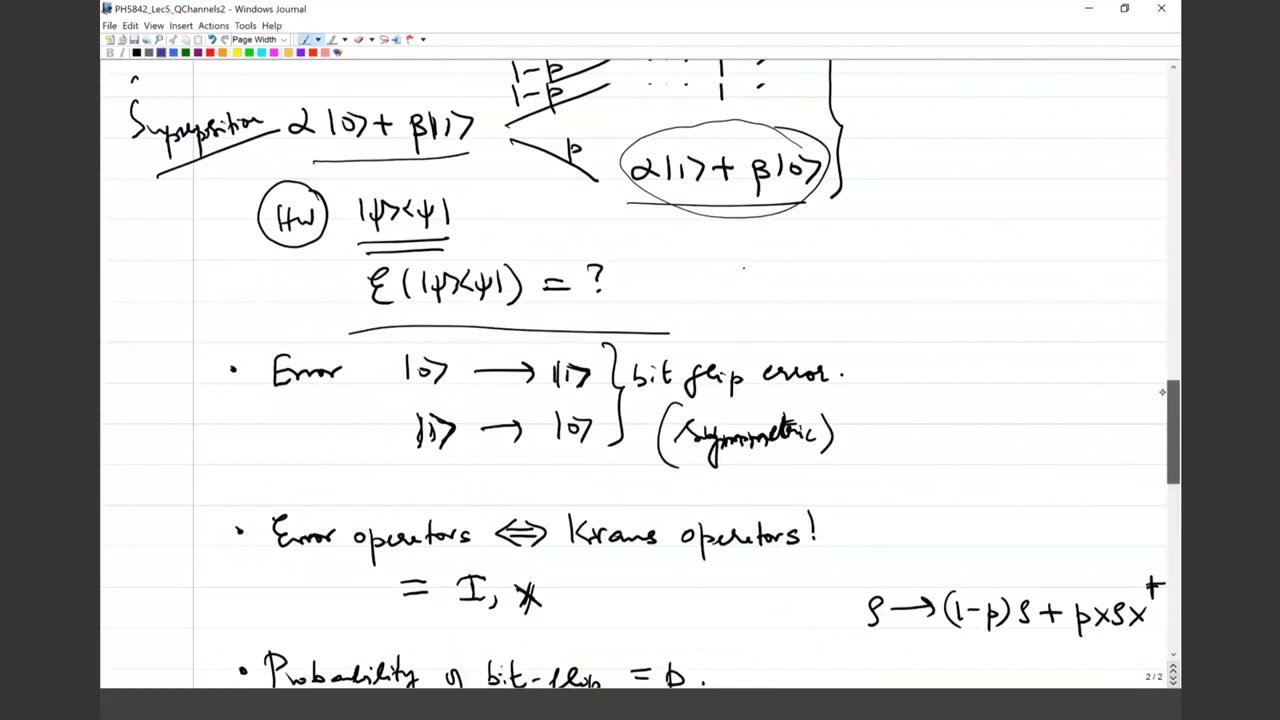 PH5842_Lec5_QChannels2 - Windows Journal
File Edit View Insert Actions Tools Help
Page Width
B I
1-p
1-p
Superposition α|0> + β|1>
p
α|1> + β|0>
HW |ψ><ψ|
ℰ(|ψ><ψ|) = ?
• Error |0> → |1> } bit flip error.
|1> → |0> (symmetric)
• Error operators ⇔ Kraus operators!
= I, X
ρ → (1-p)ρ + pXρX†
• Probability of bit-flip = p.
2 / 2